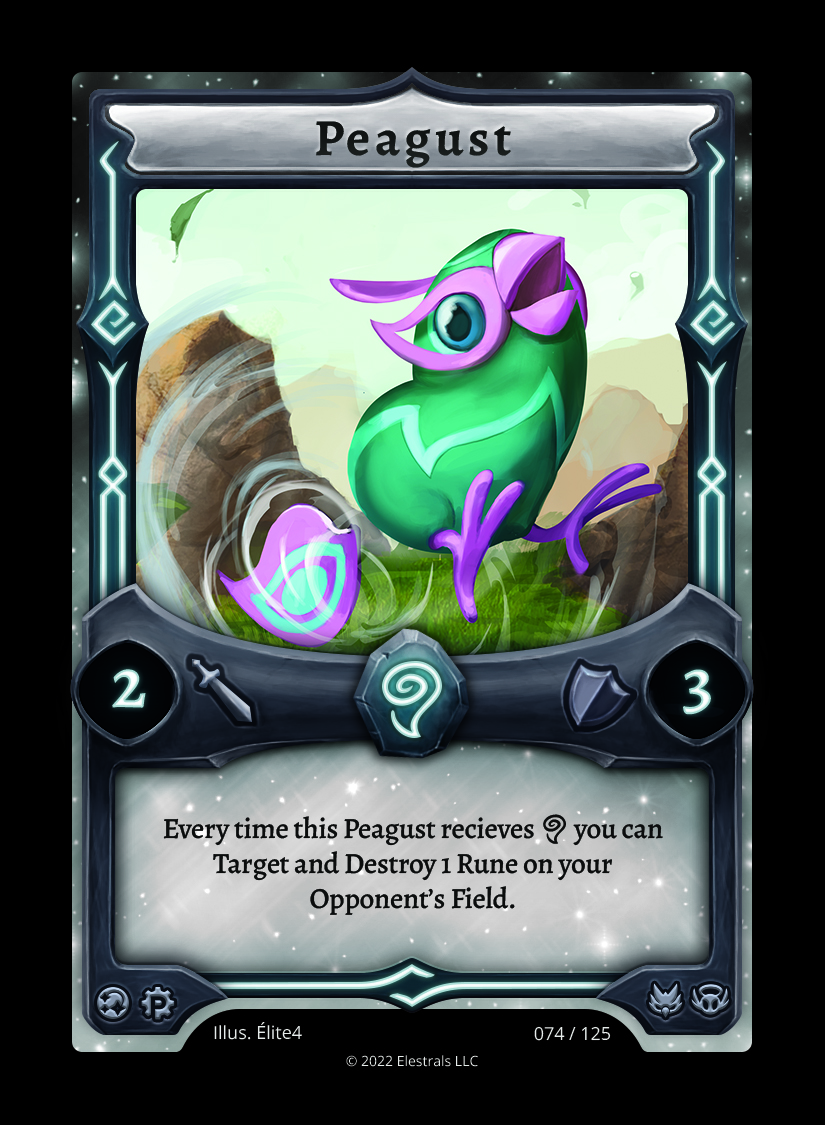 Peagust
2
3
Every time this Peagust recieves you can
Target and Destroy 1 Rune on your
Opponent's Field.
P
Illus. Élite4
074 / 125
© 2022 Elestrals LLC